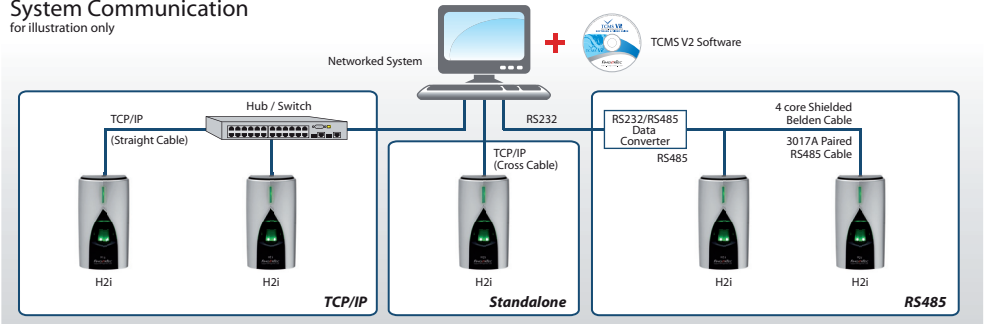 System Communication
for illustration only
Networked System
TCMS V2
TCMS V2 Software
TCP/IP
(Straight Cable)
Hub / Switch
RS232
RS232/RS485
Data
Converter
RS485
4 core Shielded
Belden Cable
3017A Paired
RS485 Cable
TCP/IP
(Cross Cable)
H2i
H2i
H2i
H2i
H2i
TCP/IP
Standalone
RS485